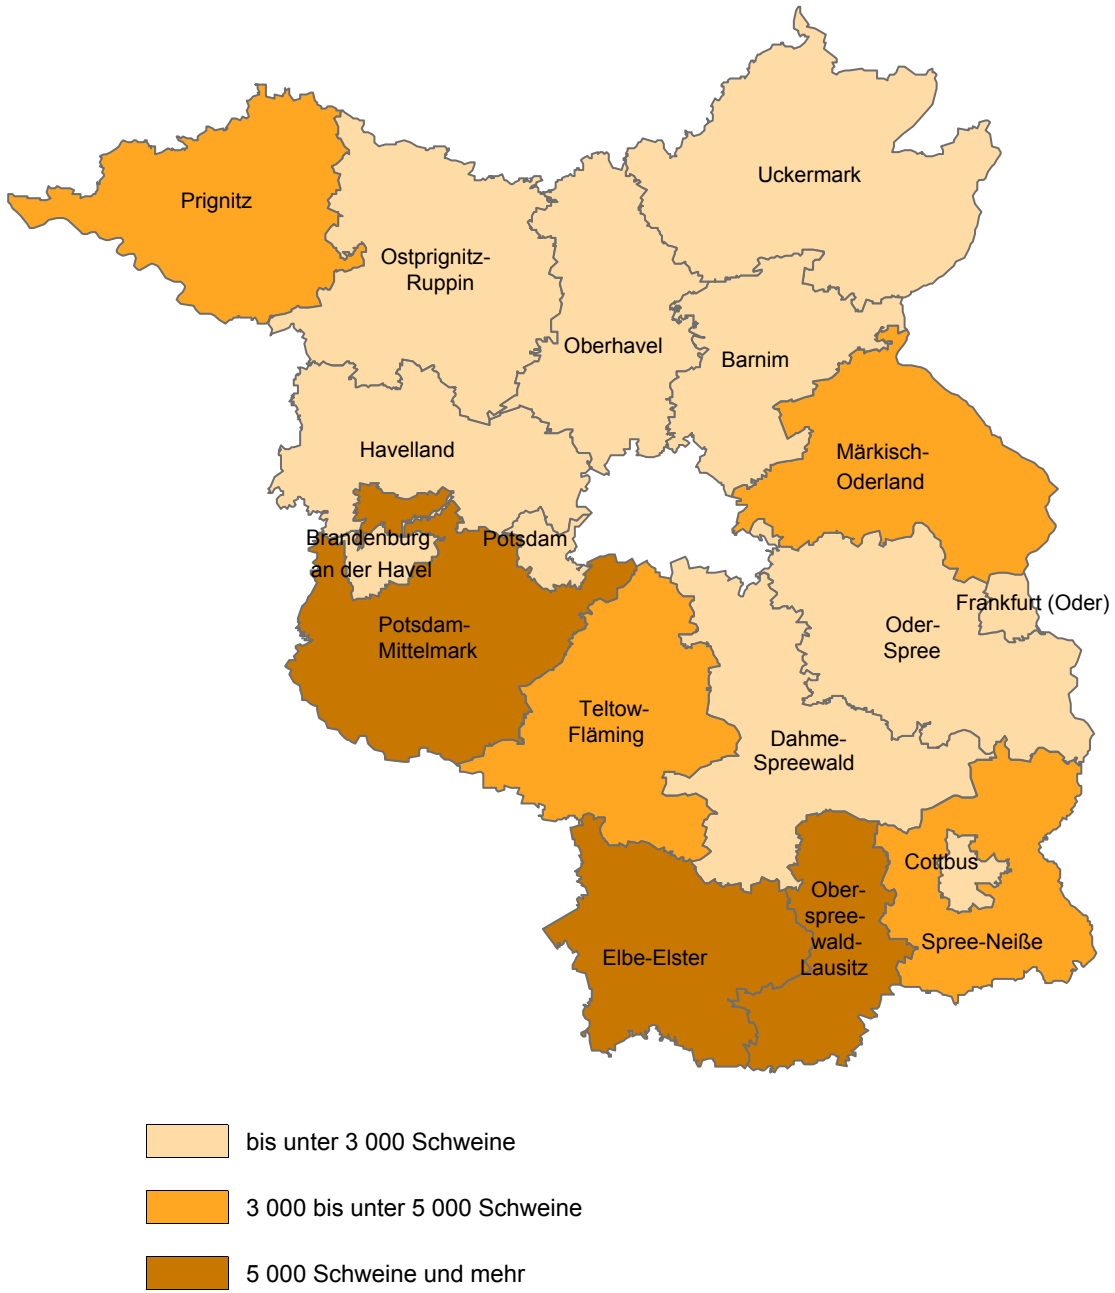 Uckermark
Prignitz
Ostprignitz-
Ruppin
Oberhavel
Barnim
Havelland
Märkisch-
Oderland
Brandenburg
an der Havel
Potsdam
Frankfurt (Oder)
Potsdam-
Mittelmark
Oder-
Spree
Teltow-
Fläming
Dahme-
Spreewald
Cottbus
Ober-
spree-
wald-
Lausitz
Spree-Neiße
Elbe-Elster
bis unter 3 000 Schweine
3 000 bis unter 5 000 Schweine
5 000 Schweine und mehr